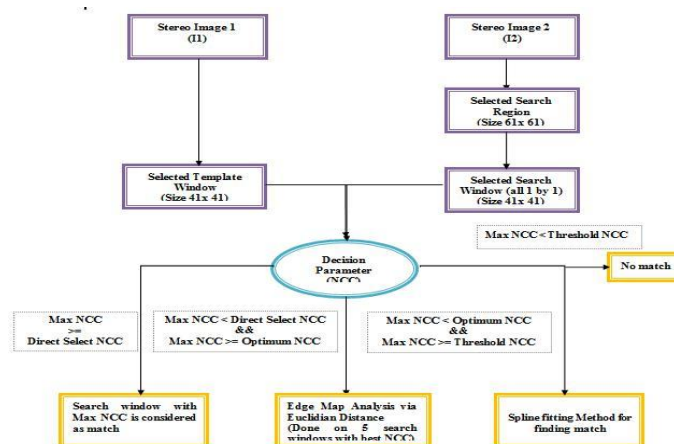 Stereo Image 1
(I1)
Stereo Image 2
(I2)
Selected Search
Region
(Size 61x 61)
Selected Template
Window
(Size 41x 41)
Selected Search
Window (all 1 by 1)
(Size 41x 41)
Max NCC < Threshold NCC
Decision
Parameter
(NCC)
No match
Max NCC
>=
Direct Select NCC
Max NCC < Direct Select NCC
&&
Max NCC >= Optimum NCC
Max NCC < Optimum NCC
&&
Max NCC >= Threshold NCC
Search window with
Max NCC is considered
as match
Edge Map Analysis via
Euclidian Distance
(Done on 5 search
windows with best NCC)
Spline fitting Method for
finding match